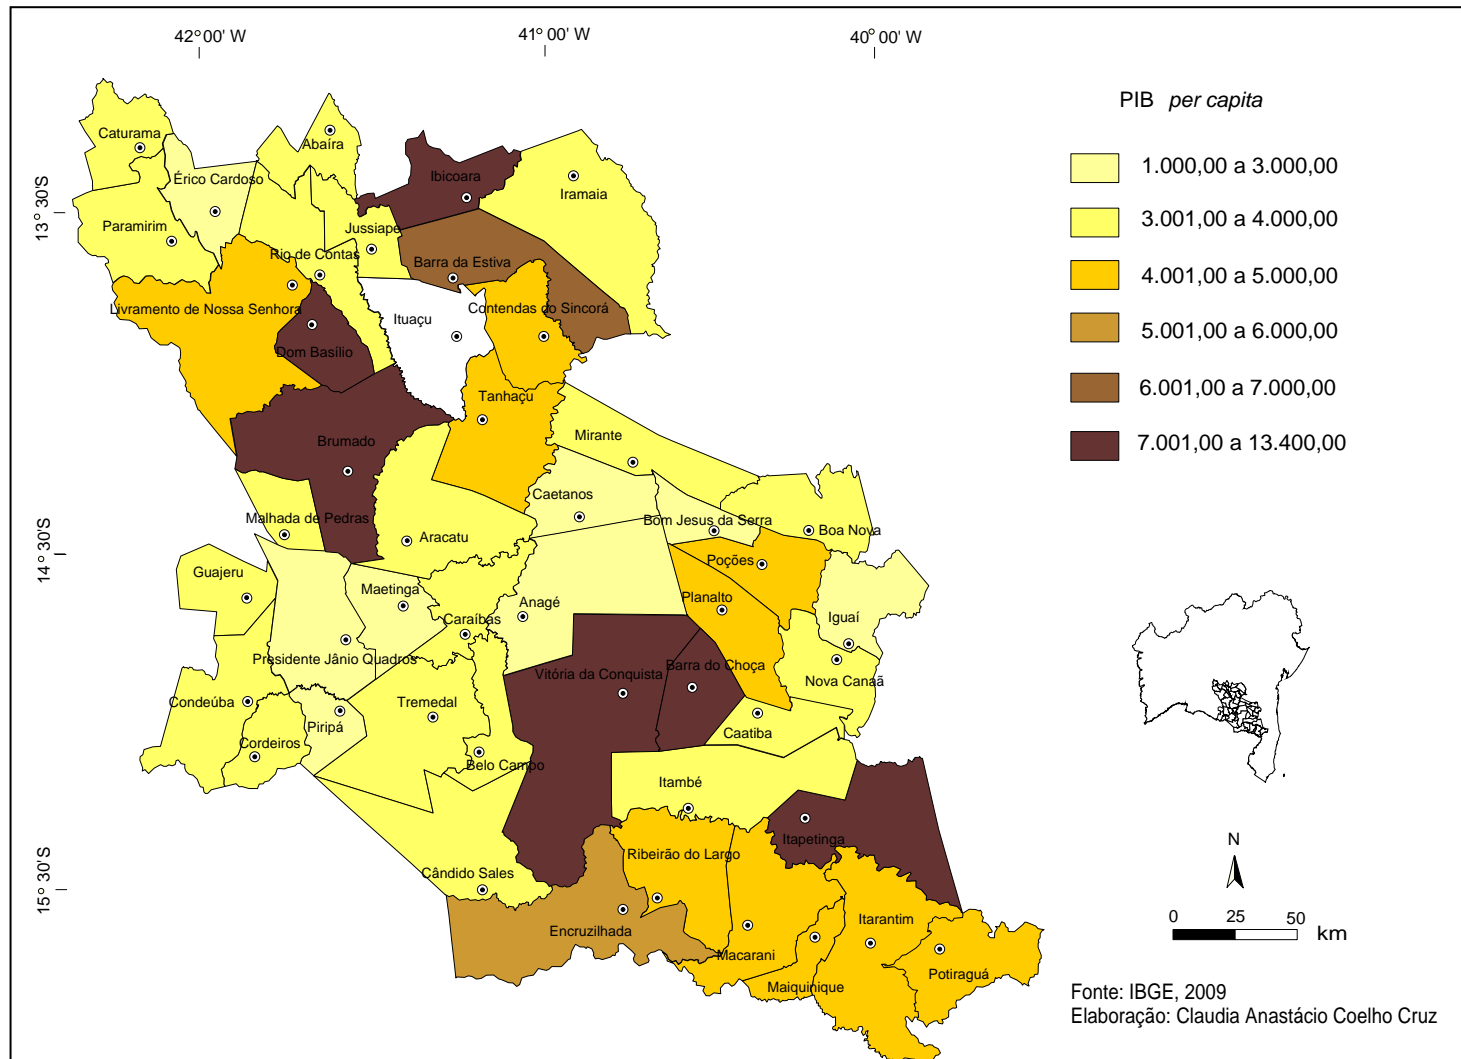 42° 00' W
41° 00' W
40° 00' W
13° 30'S
14° 30'S
15° 30'S
Caturama
Abaíra
Érico Cardoso
Ibicoara
Iramaia
Paramirim
Jussiape
Rio de Contas
Barra da Estiva
Livramento de Nossa Senhora
Ituaçu
Contendas do Sincorá
Dom Basílio
Tanhaçu
Brumado
Mirante
Caetanos
Malhada de Pedras
Bom Jesus da Serra
Boa Nova
Aracatu
Poções
Guajeru
Maetinga
Anagé
Planalto
Caraíbas
Iguaí
Presidente Jânio Quadros
Vitória da Conquista
Barra do Choça
Nova Canaã
Condeúba
Tremedal
Piripá
Caatiba
Cordeiros
Belo Campo
Itambé
Itapetinga
Ribeirão do Largo
Cândido Sales
Itarantim
Encruzilhada
Macarani
Potiraguá
Maiquinique
PIB per capita
1.000,00 a 3.000,00
3.001,00 a 4.000,00
4.001,00 a 5.000,00
5.001,00 a 6.000,00
6.001,00 a 7.000,00
7.001,00 a 13.400,00
N
0 25 50
km
Fonte: IBGE, 2009
Elaboração: Claudia Anastácio Coelho Cruz